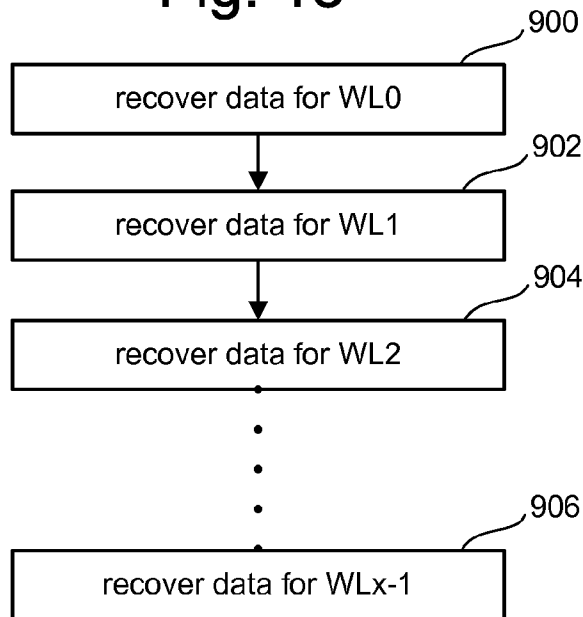 900
recover data for WL0
902
recover data for WL1
904
recover data for WL2
906
recover data for WLx-1